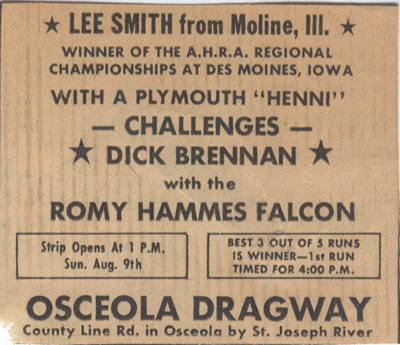 ★ LEE SMITH from Moline, Ill. ★
WINNER OF THE A.H.R.A. REGIONAL
CHAMPIONSHIPS AT DES MOINES, IOWA
WITH A PLYMOUTH "HENNI"
— CHALLENGES —
★ DICK BRENNAN ★
with the
ROMY HAMMES FALCON
Strip Opens At 1 P.M.
Sun. Aug. 9th
BEST 3 OUT OF 5 RUNS
IS WINNER—1st RUN
TIMED FOR 4:00 P.M.
OSCEOLA DRAGWAY
County Line Rd. in Osceola by St. Joseph River